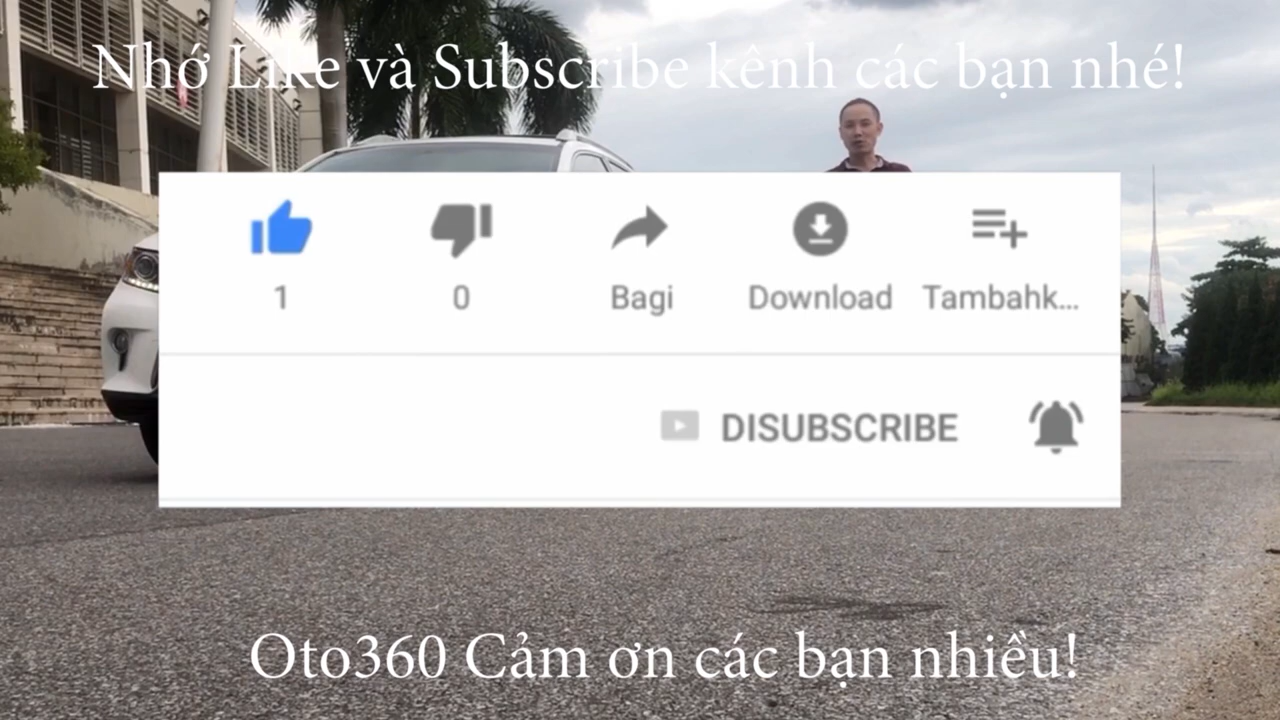 Nhớ Like và Subscribe kênh các bạn nhé!
1 0 Bagi Download Tambahk...
DISUBSCRIBE
Oto360 Cảm ơn các bạn nhiều!